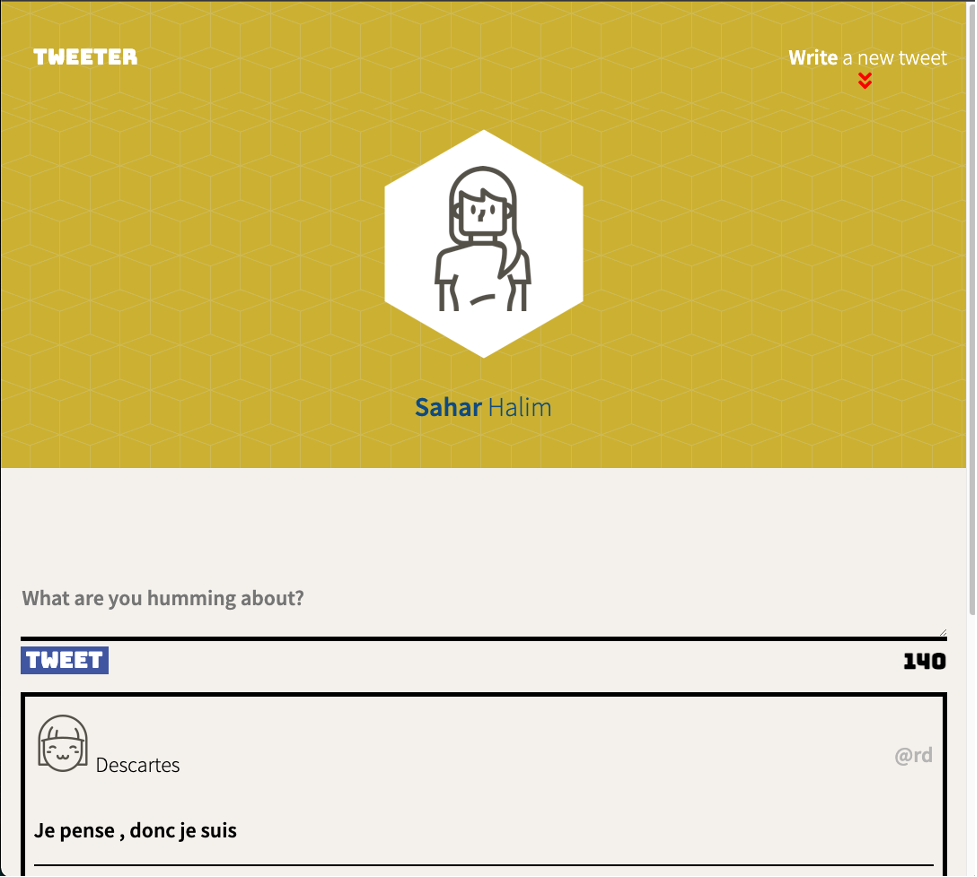 TWEETER
Write a new tweet
Sahar Halim
What are you humming about?
TWEET
140
Descartes
@rd
Je pense , donc je suis